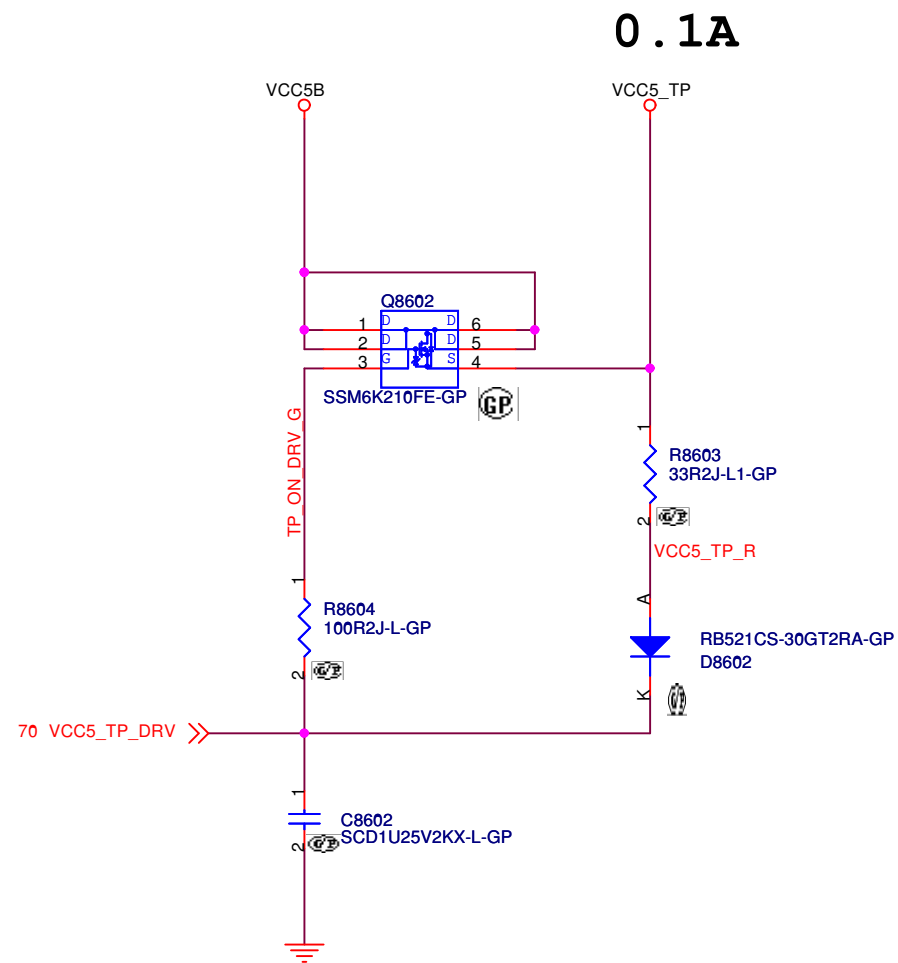 0.1A
VCC5B
VCC5_TP
Q8602
1 D D 6
2 D D 5
3 G S 4
SSM6K210FE-GP
GP
TP_ON_DRV_G
1
R8603
33R2J-L1-GP
2
G/P
VCC5_TP_R
1
A
R8604
100R2J-L-GP
RB521CS-30GT2RA-GP
D8602
2
G/P
K
G/P
70 VCC5_TP_DRV
1
C8602
SCD1U25V2KX-L-GP
2
G/P